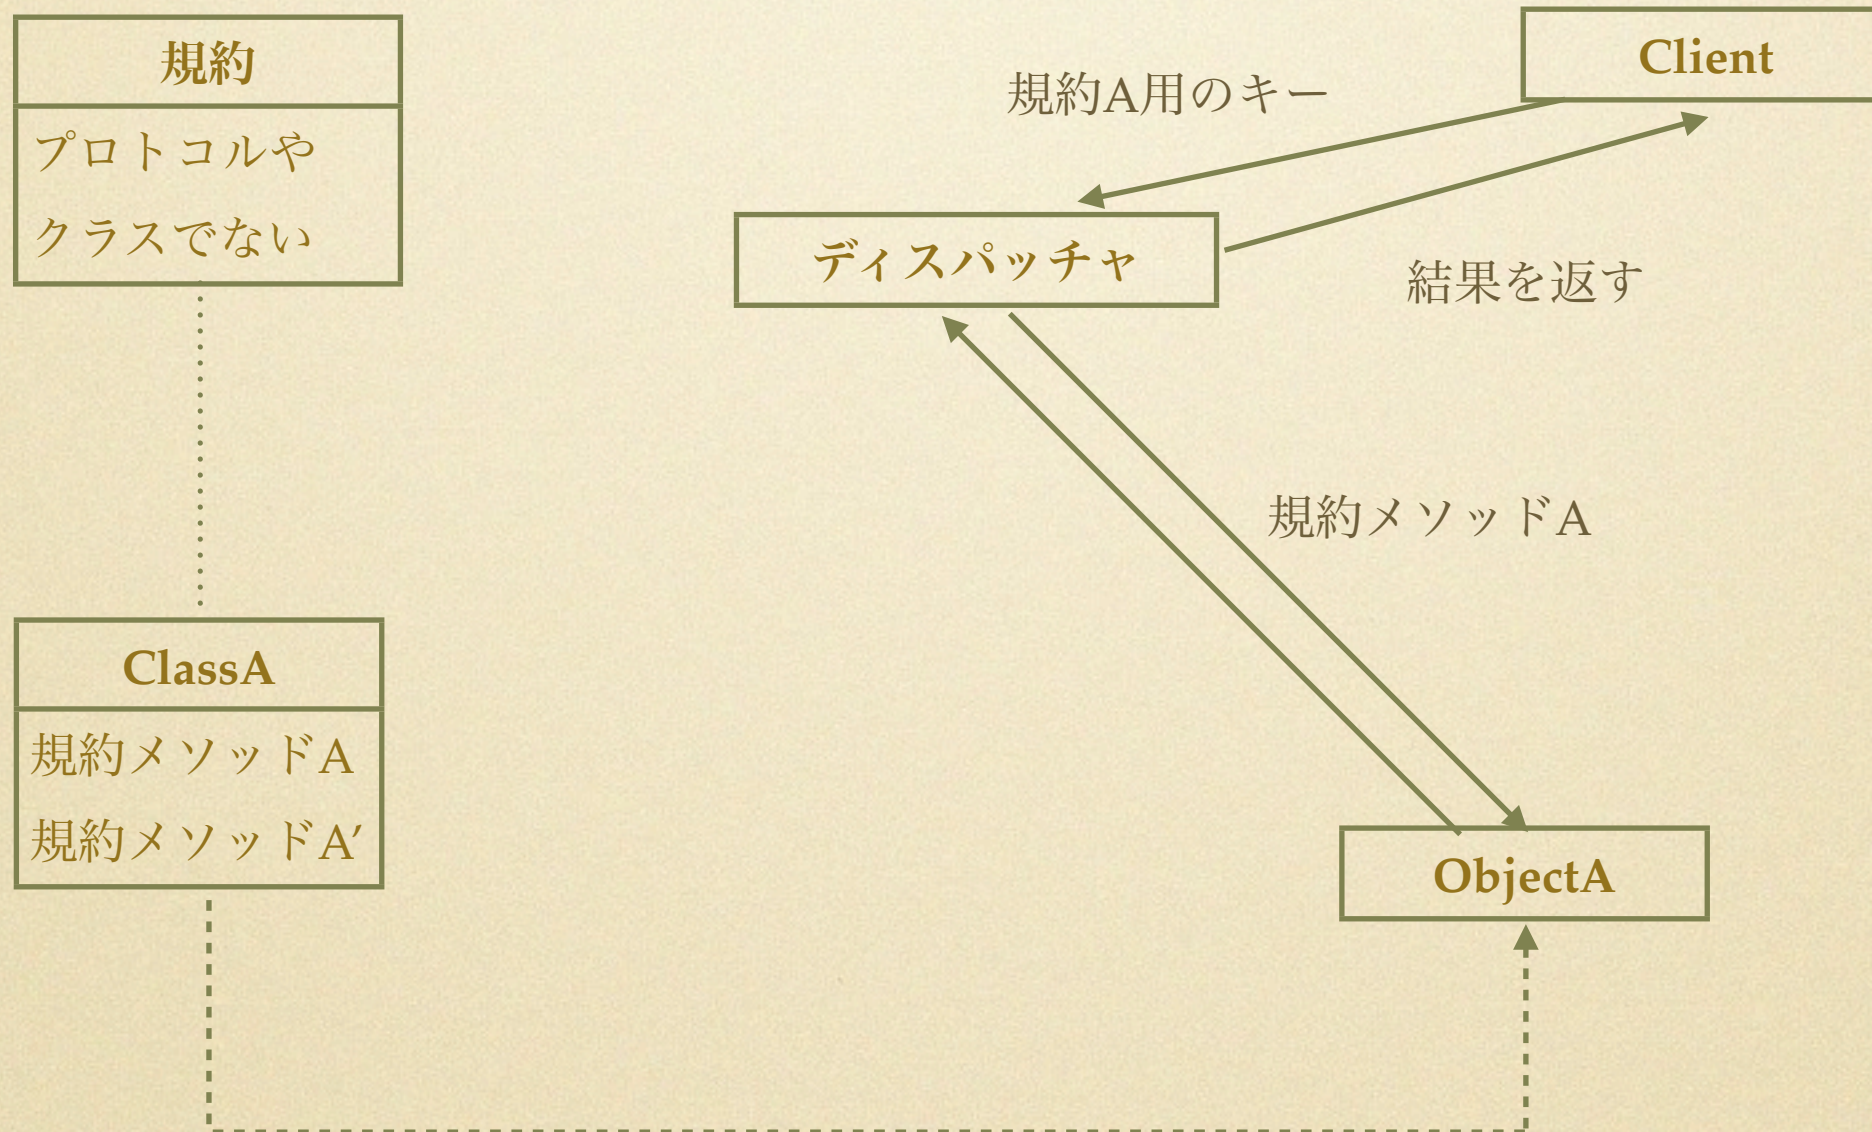 規約
プロトコルや
クラスでない
Client
規約A用のキー
ディスパッチャ
結果を返す
規約メソッドA
ClassA
規約メソッドA
規約メソッドA′
ObjectA